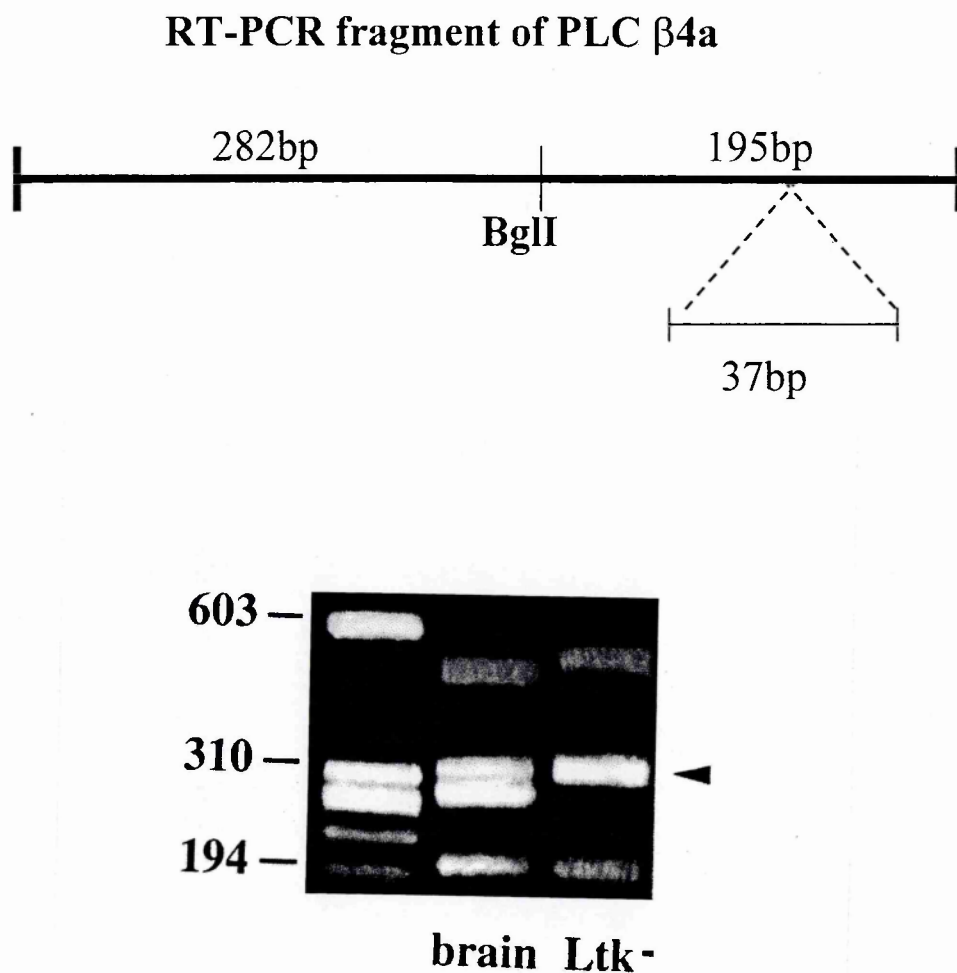 RT-PCR fragment of PLC β4a
282bp 195bp
BglI
37bp
603
310
194
brain Ltk-